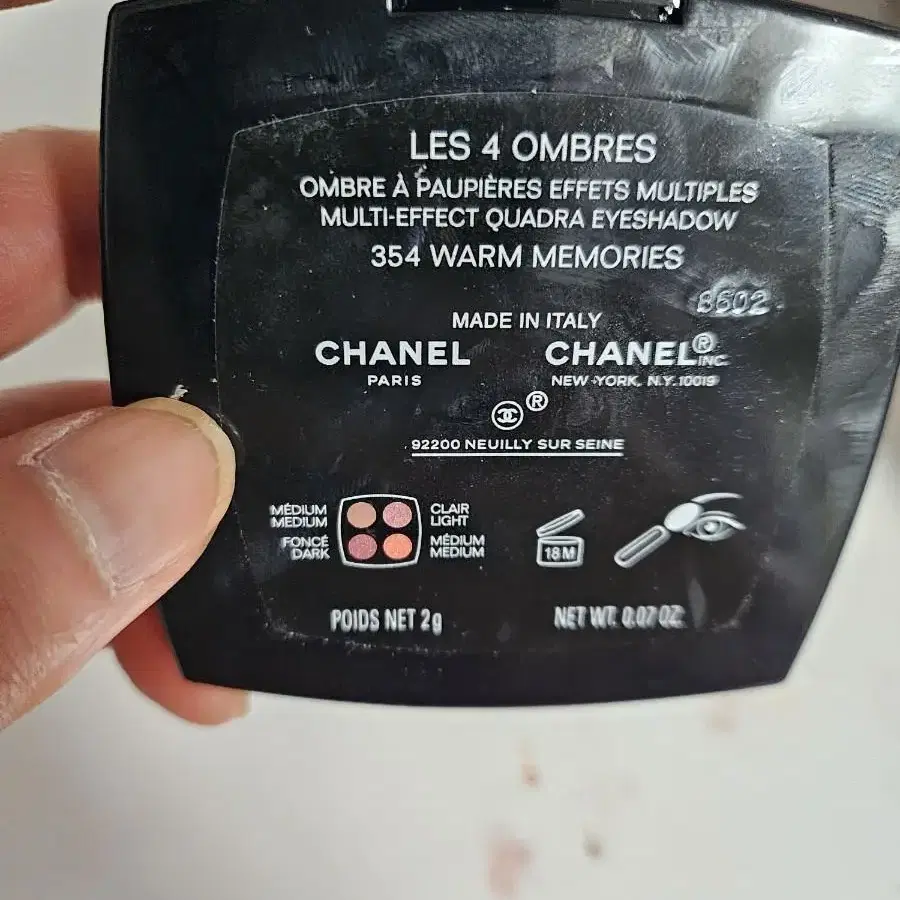 LES 4 OMBRES
OMBRE À PAUPIÈRES EFFETS MULTIPLES
MULTI-EFFECT QUADRA EYESHADOW
354 WARM MEMORIES
8602
MADE IN ITALY
CHANEL
PARIS
CHANEL® INC.
NEW YORK, N.Y. 10019
®
92200 NEUILLY SUR SEINE
MÉDIUM
MEDIUM
CLAIR
LIGHT
FONCÉ
DARK
MÉDIUM
MEDIUM
18 M
POIDS NET 2g
NET WT. 0.07 OZ.